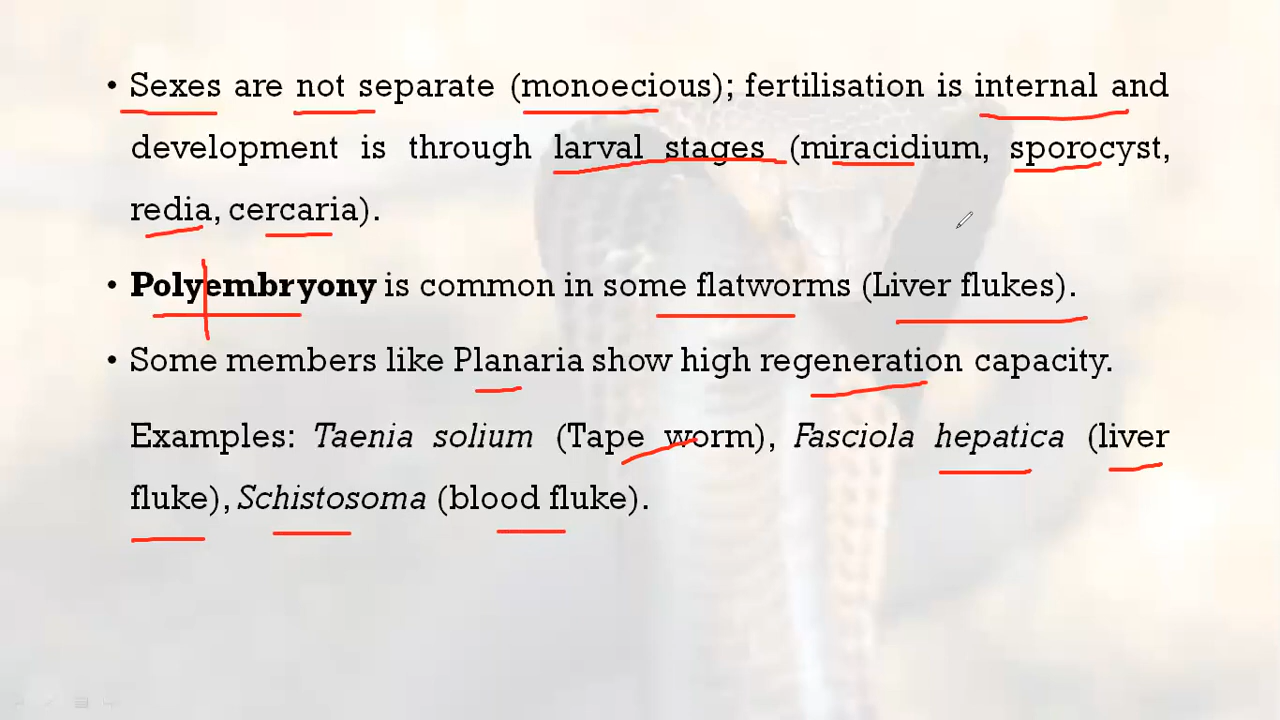 • Sexes are not separate (monoecious); fertilisation is internal and
development is through larval stages (miracidium, sporocyst,
redia, cercaria).
• Polyembryony is common in some flatworms (Liver flukes).
• Some members like Planaria show high regeneration capacity.
Examples: Taenia solium (Tape worm), Fasciola hepatica (liver
fluke), Schistosoma (blood fluke).